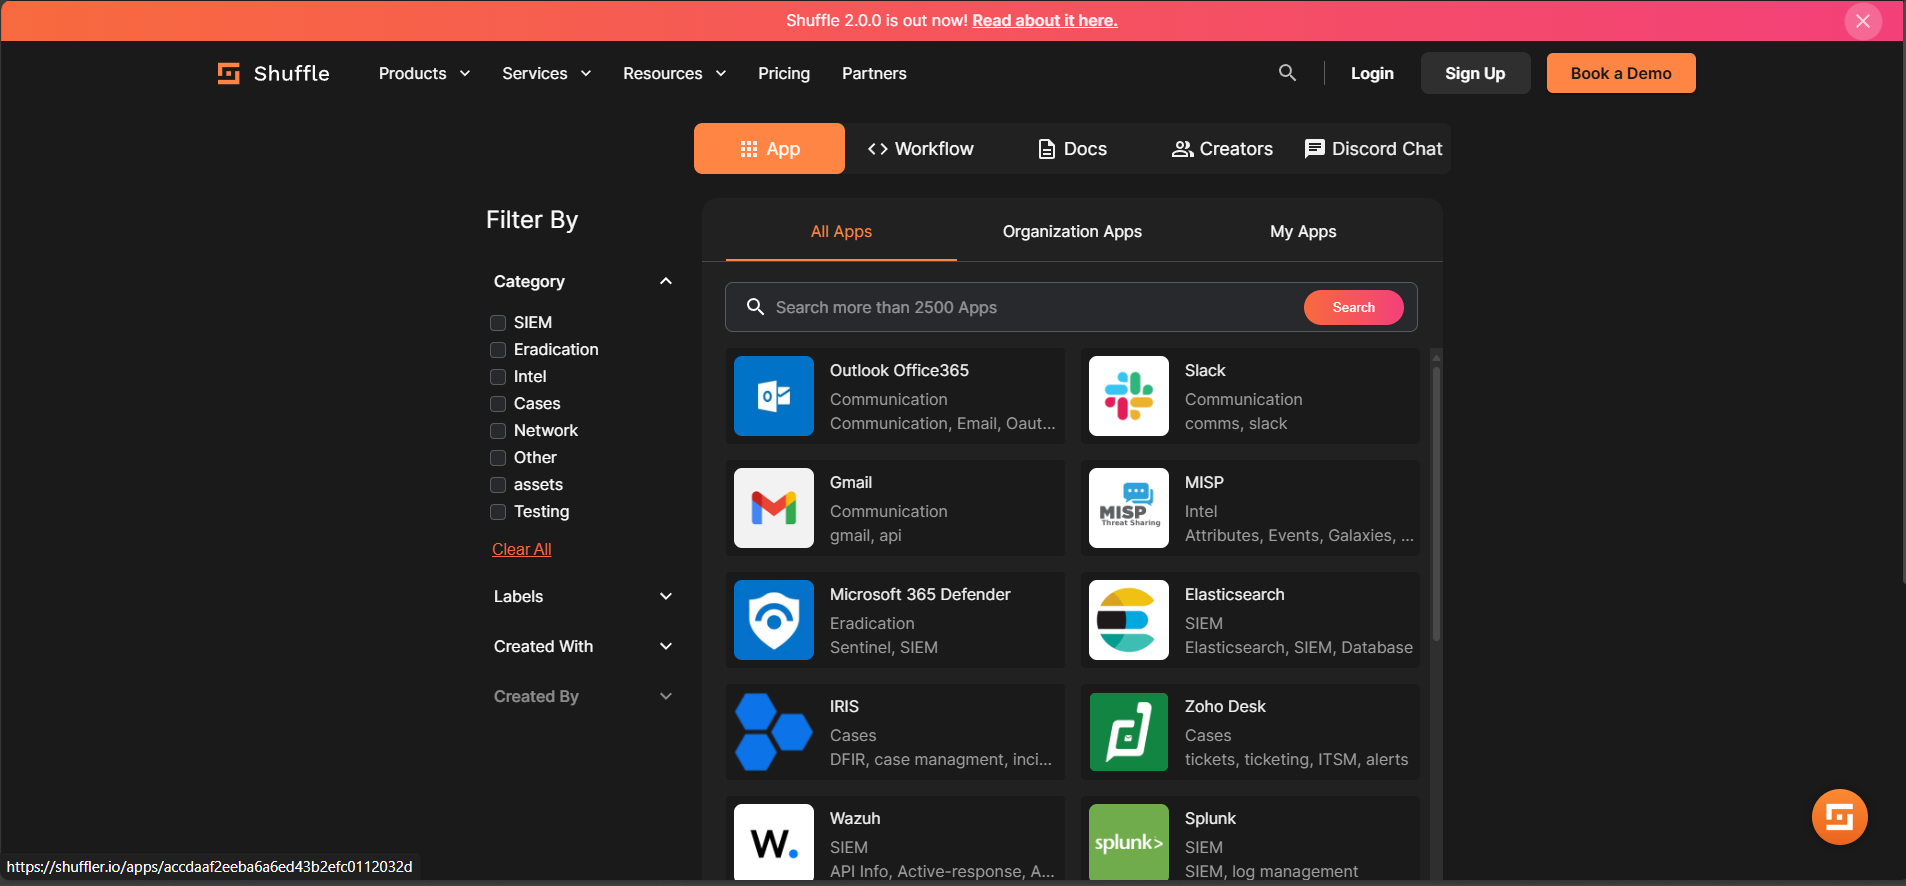 Shuffle 2.0.0 is out now! Read about it here.
Shuffle
Products
Services
Resources
Pricing
Partners
Login
Sign Up
Book a Demo
App
Workflow
Docs
Creators
Discord Chat
Filter By
Category
SIEM
Eradication
Intel
Cases
Network
Other
assets
Testing
Clear All
Labels
Created With
Created By
All Apps
Organization Apps
My Apps
Search more than 2500 Apps
Search
Outlook Office365
Communication
Communication, Email, Oaut...
Slack
Communication
comms, slack
Gmail
Communication
gmail, api
MISP
Threat Sharing
MISP
Intel
Attributes, Events, Galaxies, ...
Microsoft 365 Defender
Eradication
Sentinel, SIEM
Elasticsearch
SIEM
Elasticsearch, SIEM, Database
IRIS
Cases
DFIR, case managment, inci...
Zoho Desk
Cases
tickets, ticketing, ITSM, alerts
W.
Wazuh
SIEM
API Info, Active-response, A...
splunk>
Splunk
SIEM
SIEM, log management
https://shuffler.io/apps/accdaaf2eeba6a6ed43b2efc0112032d